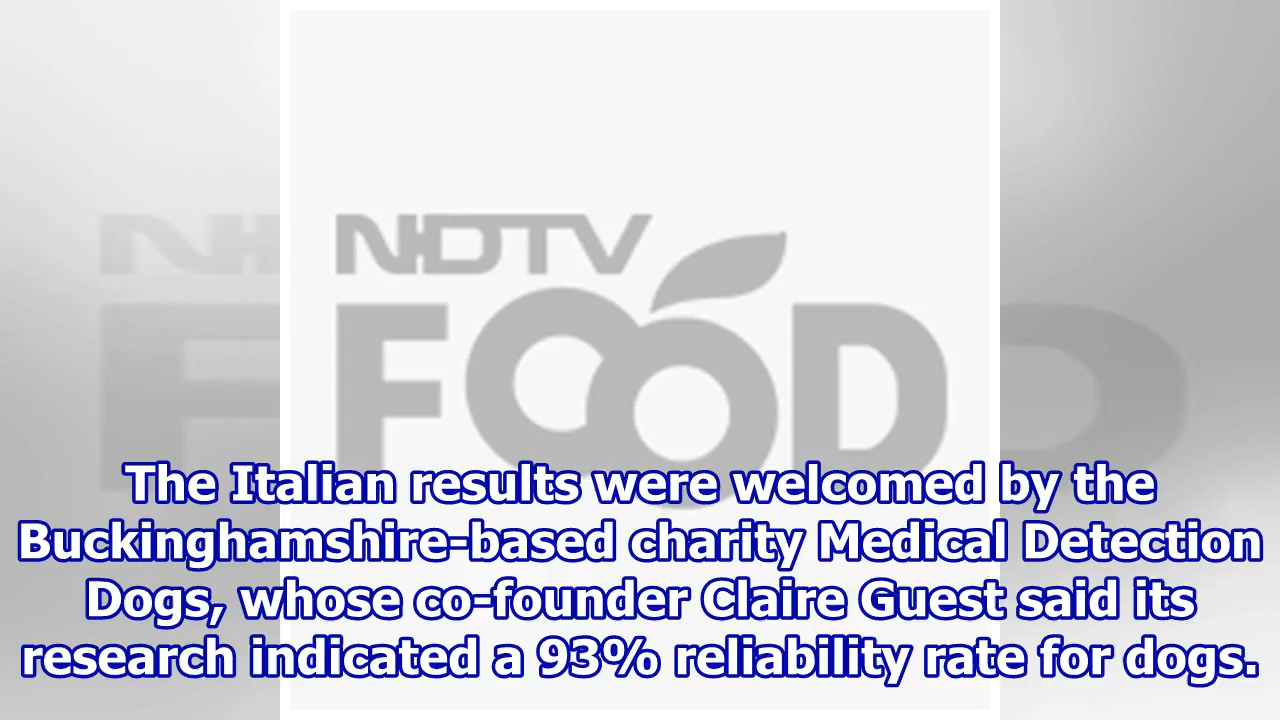 NDTV
FOOD
The Italian results were welcomed by the
Buckinghamshire-based charity Medical Detection
Dogs, whose co-founder Claire Guest said its
research indicated a 93% reliability rate for dogs.